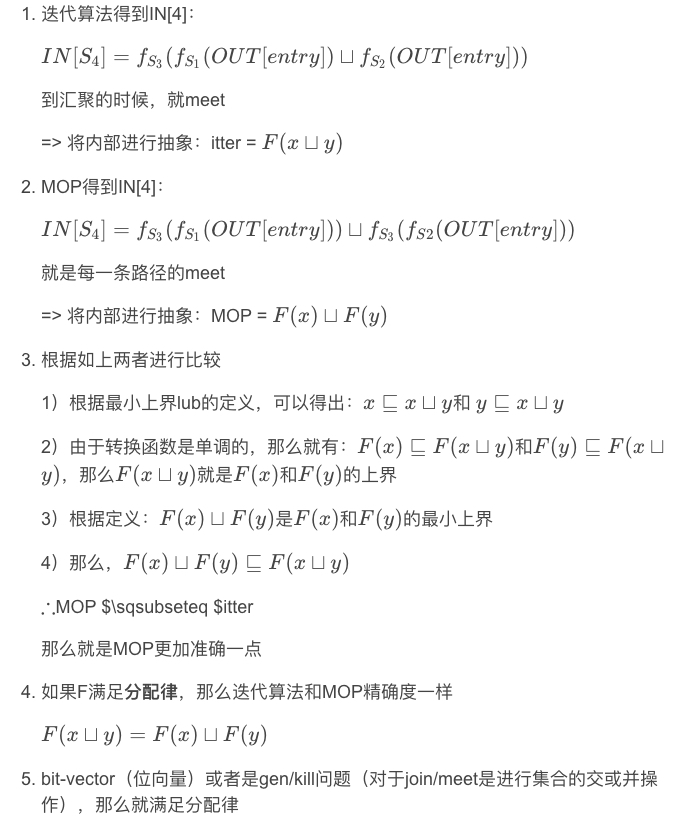 1. 迭代算法得到IN[4]：
$IN[S_4] = f_{S_3}(f_{S_1}(OUT[entry]) \sqcup f_{S_2}(OUT[entry]))$
到汇聚的时候，就meet
=> 将内部进行抽象：itter = $F(x \sqcup y)$
2. MOP得到IN[4]：
$IN[S_4] = f_{S_3}(f_{S_1}(OUT[entry])) \sqcup f_{S_3}(f_{S2}(OUT[entry]))$
就是每一条路径的meet
=> 将内部进行抽象：MOP = $F(x) \sqcup F(y)$
3. 根据如上两者进行比较
1）根据最小上界lub的定义，可以得出：$x \sqsubseteq x \sqcup y$和 $y \sqsubseteq x \sqcup y$
2）由于转换函数是单调的，那么就有：$F(x) \sqsubseteq F(x \sqcup y)$和$F(y) \sqsubseteq F(x \sqcup$
$y)$，那么$F(x \sqcup y)$就是$F(x)$和$F(y)$的上界
3）根据定义：$F(x) \sqcup F(y)$是$F(x)$和$F(y)$的最小上界
4）那么，$F(x) \sqcup F(y) \sqsubseteq F(x \sqcup y)$
∴MOP $\sqsubseteq $itter
那么就是MOP更加准确一点
4. 如果F满足分配律，那么迭代算法和MOP精确度一样
$F(x \sqcup y) = F(x) \sqcup F(y)$
5. bit-vector（位向量）或者是gen/kill问题（对于join/meet是进行集合的交或并操
作），那么就满足分配律